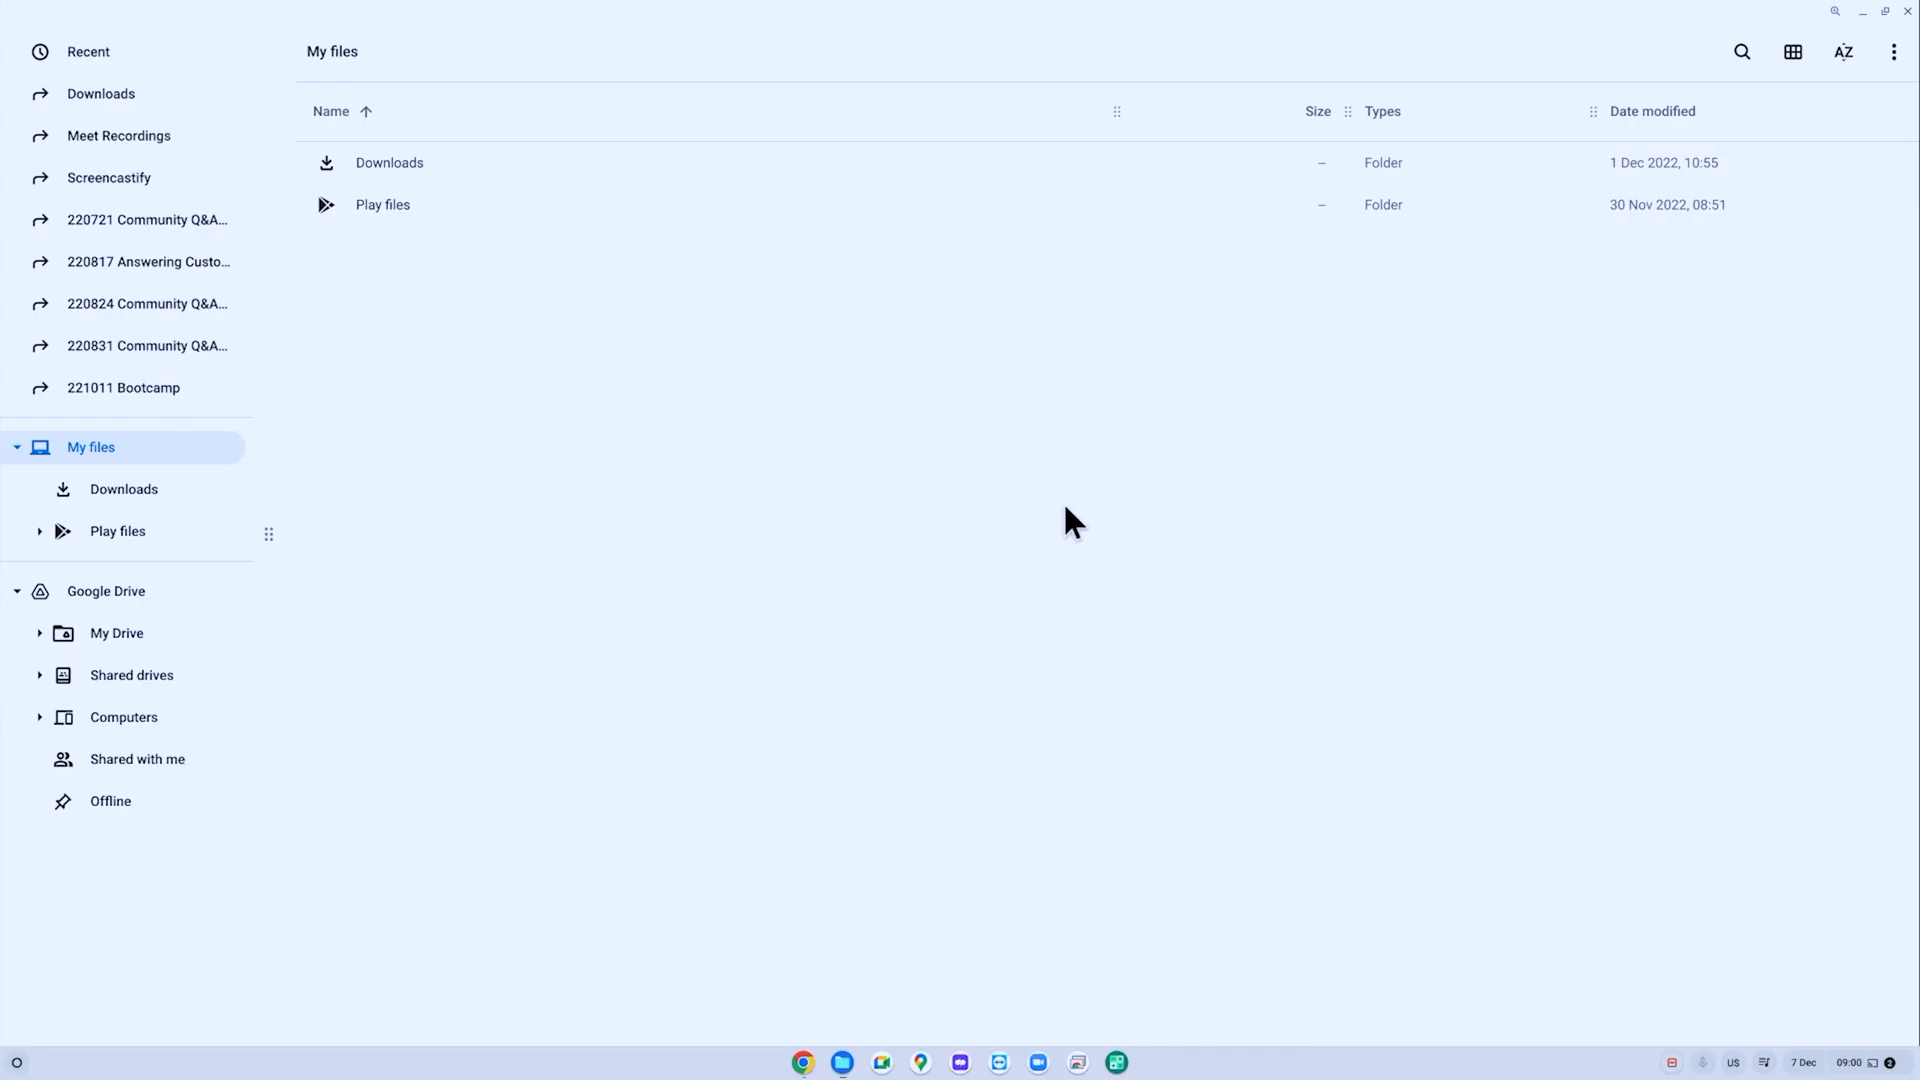 Recent
Downloads
Meet Recordings
Screencastify
220721 Community Q&A...
220817 Answering Custo...
220824 Community Q&A...
220831 Community Q&A...
221011 Bootcamp
My files
Downloads
Play files
Google Drive
My Drive
Shared drives
Computers
Shared with me
Offline
My files
AZ
Name Size Types Date modified
Downloads -- Folder 1 Dec 2022, 10:55
Play files -- Folder 30 Nov 2022, 08:51
US 7 Dec 09:00 2